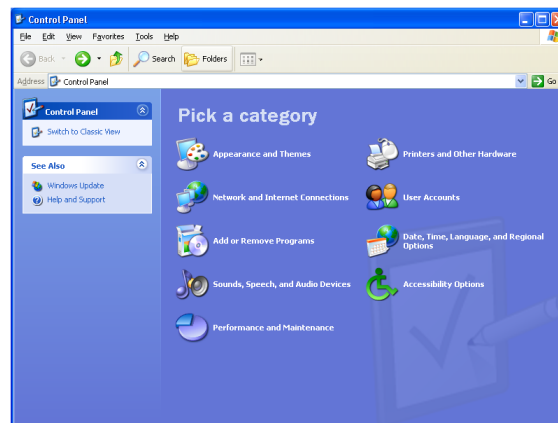 Control Panel
File Edit View Favorites Tools Help
Back Search Folders
Address Control Panel Go
Control Panel
Switch to Classic View
See Also
Windows Update
Help and Support
Pick a category
Appearance and Themes
Printers and Other Hardware
Network and Internet Connections
User Accounts
Add or Remove Programs
Date, Time, Language, and Regional
Options
Sounds, Speech, and Audio Devices
Accessibility Options
Performance and Maintenance